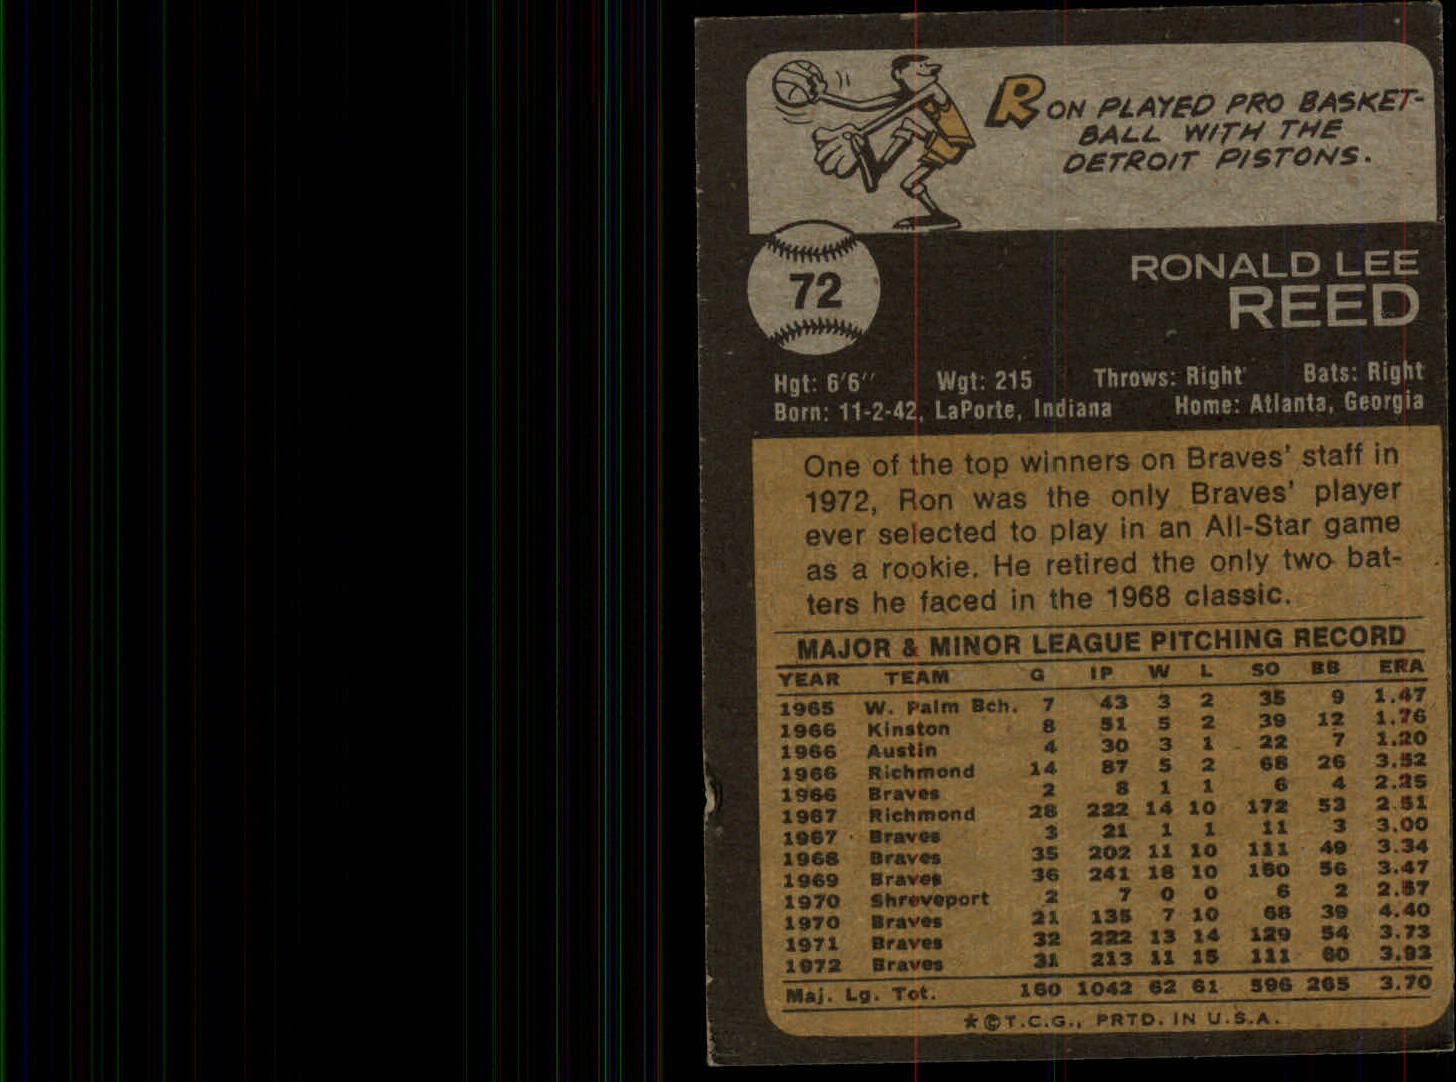 RON PLAYED PRO BASKET-
BALL WITH THE
DETROIT PISTONS.
72
RONALD LEE
REED
Hgt: 6'6" Wgt: 215 Throws: Right Bats: Right
Born: 11-2-42, LaPorte, Indiana Home: Atlanta, Georgia
One of the top winners on Braves' staff in
1972, Ron was the only Braves' player
ever selected to play in an All-Star game
as a rookie. He retired the only two bat-
ters he faced in the 1968 classic.
MAJOR & MINOR LEAGUE PITCHING RECORD
YEAR TEAM G IP W L SO BB ERA
1965 W. Palm Bch. 7 43 3 2 35 9 1.47
1966 Kinston 8 51 5 2 39 12 1.76
1966 Austin 4 30 3 1 22 7 1.20
1966 Richmond 14 87 5 2 68 26 3.52
1966 Braves 2 8 1 1 6 4 2.25
1967 Richmond 28 222 14 10 172 53 2.51
1967 Braves 3 21 1 1 11 3 3.00
1968 Braves 35 202 11 10 111 49 3.34
1969 Braves 36 241 18 10 160 56 3.47
1970 Shreveport 2 7 0 0 6 2 2.57
1970 Braves 21 135 7 10 68 39 4.40
1971 Braves 32 222 13 14 129 54 3.73
1972 Braves 31 213 11 15 111 60 3.93
Maj. Lg. Tot. 160 1042 62 61 596 265 3.70
*©T.C.G., PRTD. IN U.S.A.